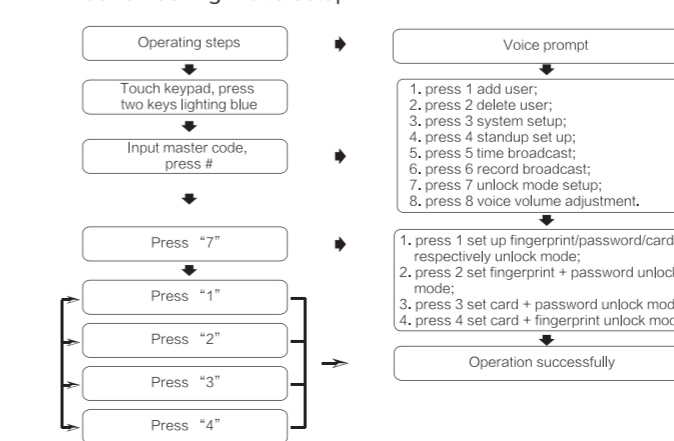 Operating steps
Voice prompt
Touch keypad, press
two keys lighting blue
1. press 1 add user;
2. press 2 delete user;
3. press 3 system setup;
4. press 4 standup set up;
5. press 5 time broadcast;
6. press 6 record broadcast;
7. press 7 unlock mode setup;
8. press 8 voice volume adjustment.
Input master code,
press #
Press “7”
1. press 1 set up fingerprint/password/card
respectively unlock mode;
2. press 2 set fingerprint + password unlock
mode;
3. press 3 set card + password unlock mod
4. press 4 set card + fingerprint unlock mod
Press “1”
Press “2”
Press “3”
Press “4”
Operation successfully